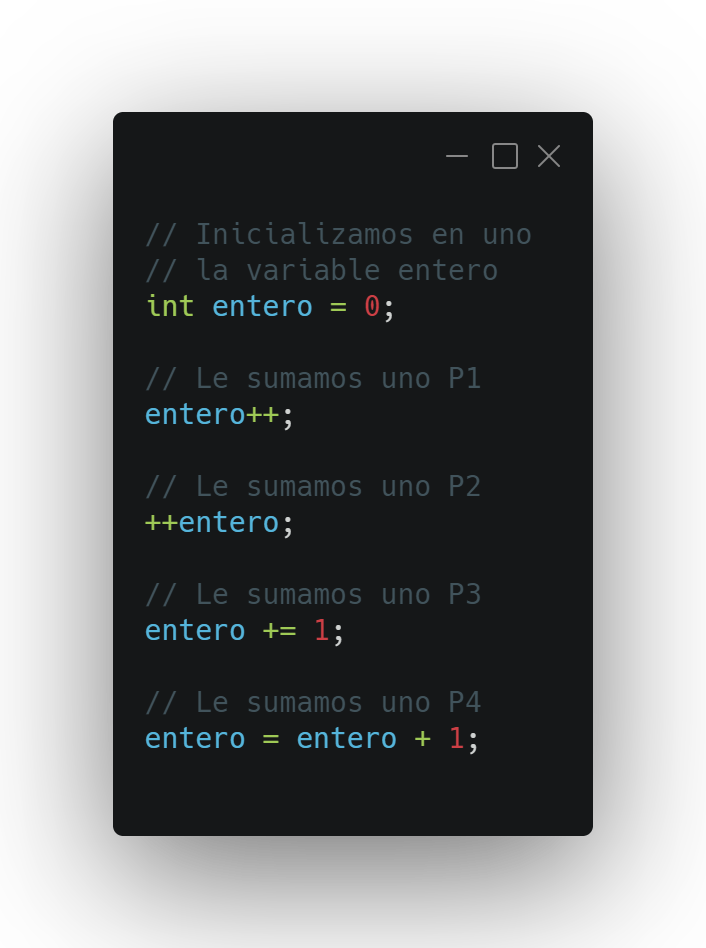 // Inicializamos en uno
// la variable entero
int entero = 0;
// Le sumamos uno P1
entero++;
// Le sumamos uno P2
++entero;
// Le sumamos uno P3
entero += 1;
// Le sumamos uno P4
entero = entero + 1;